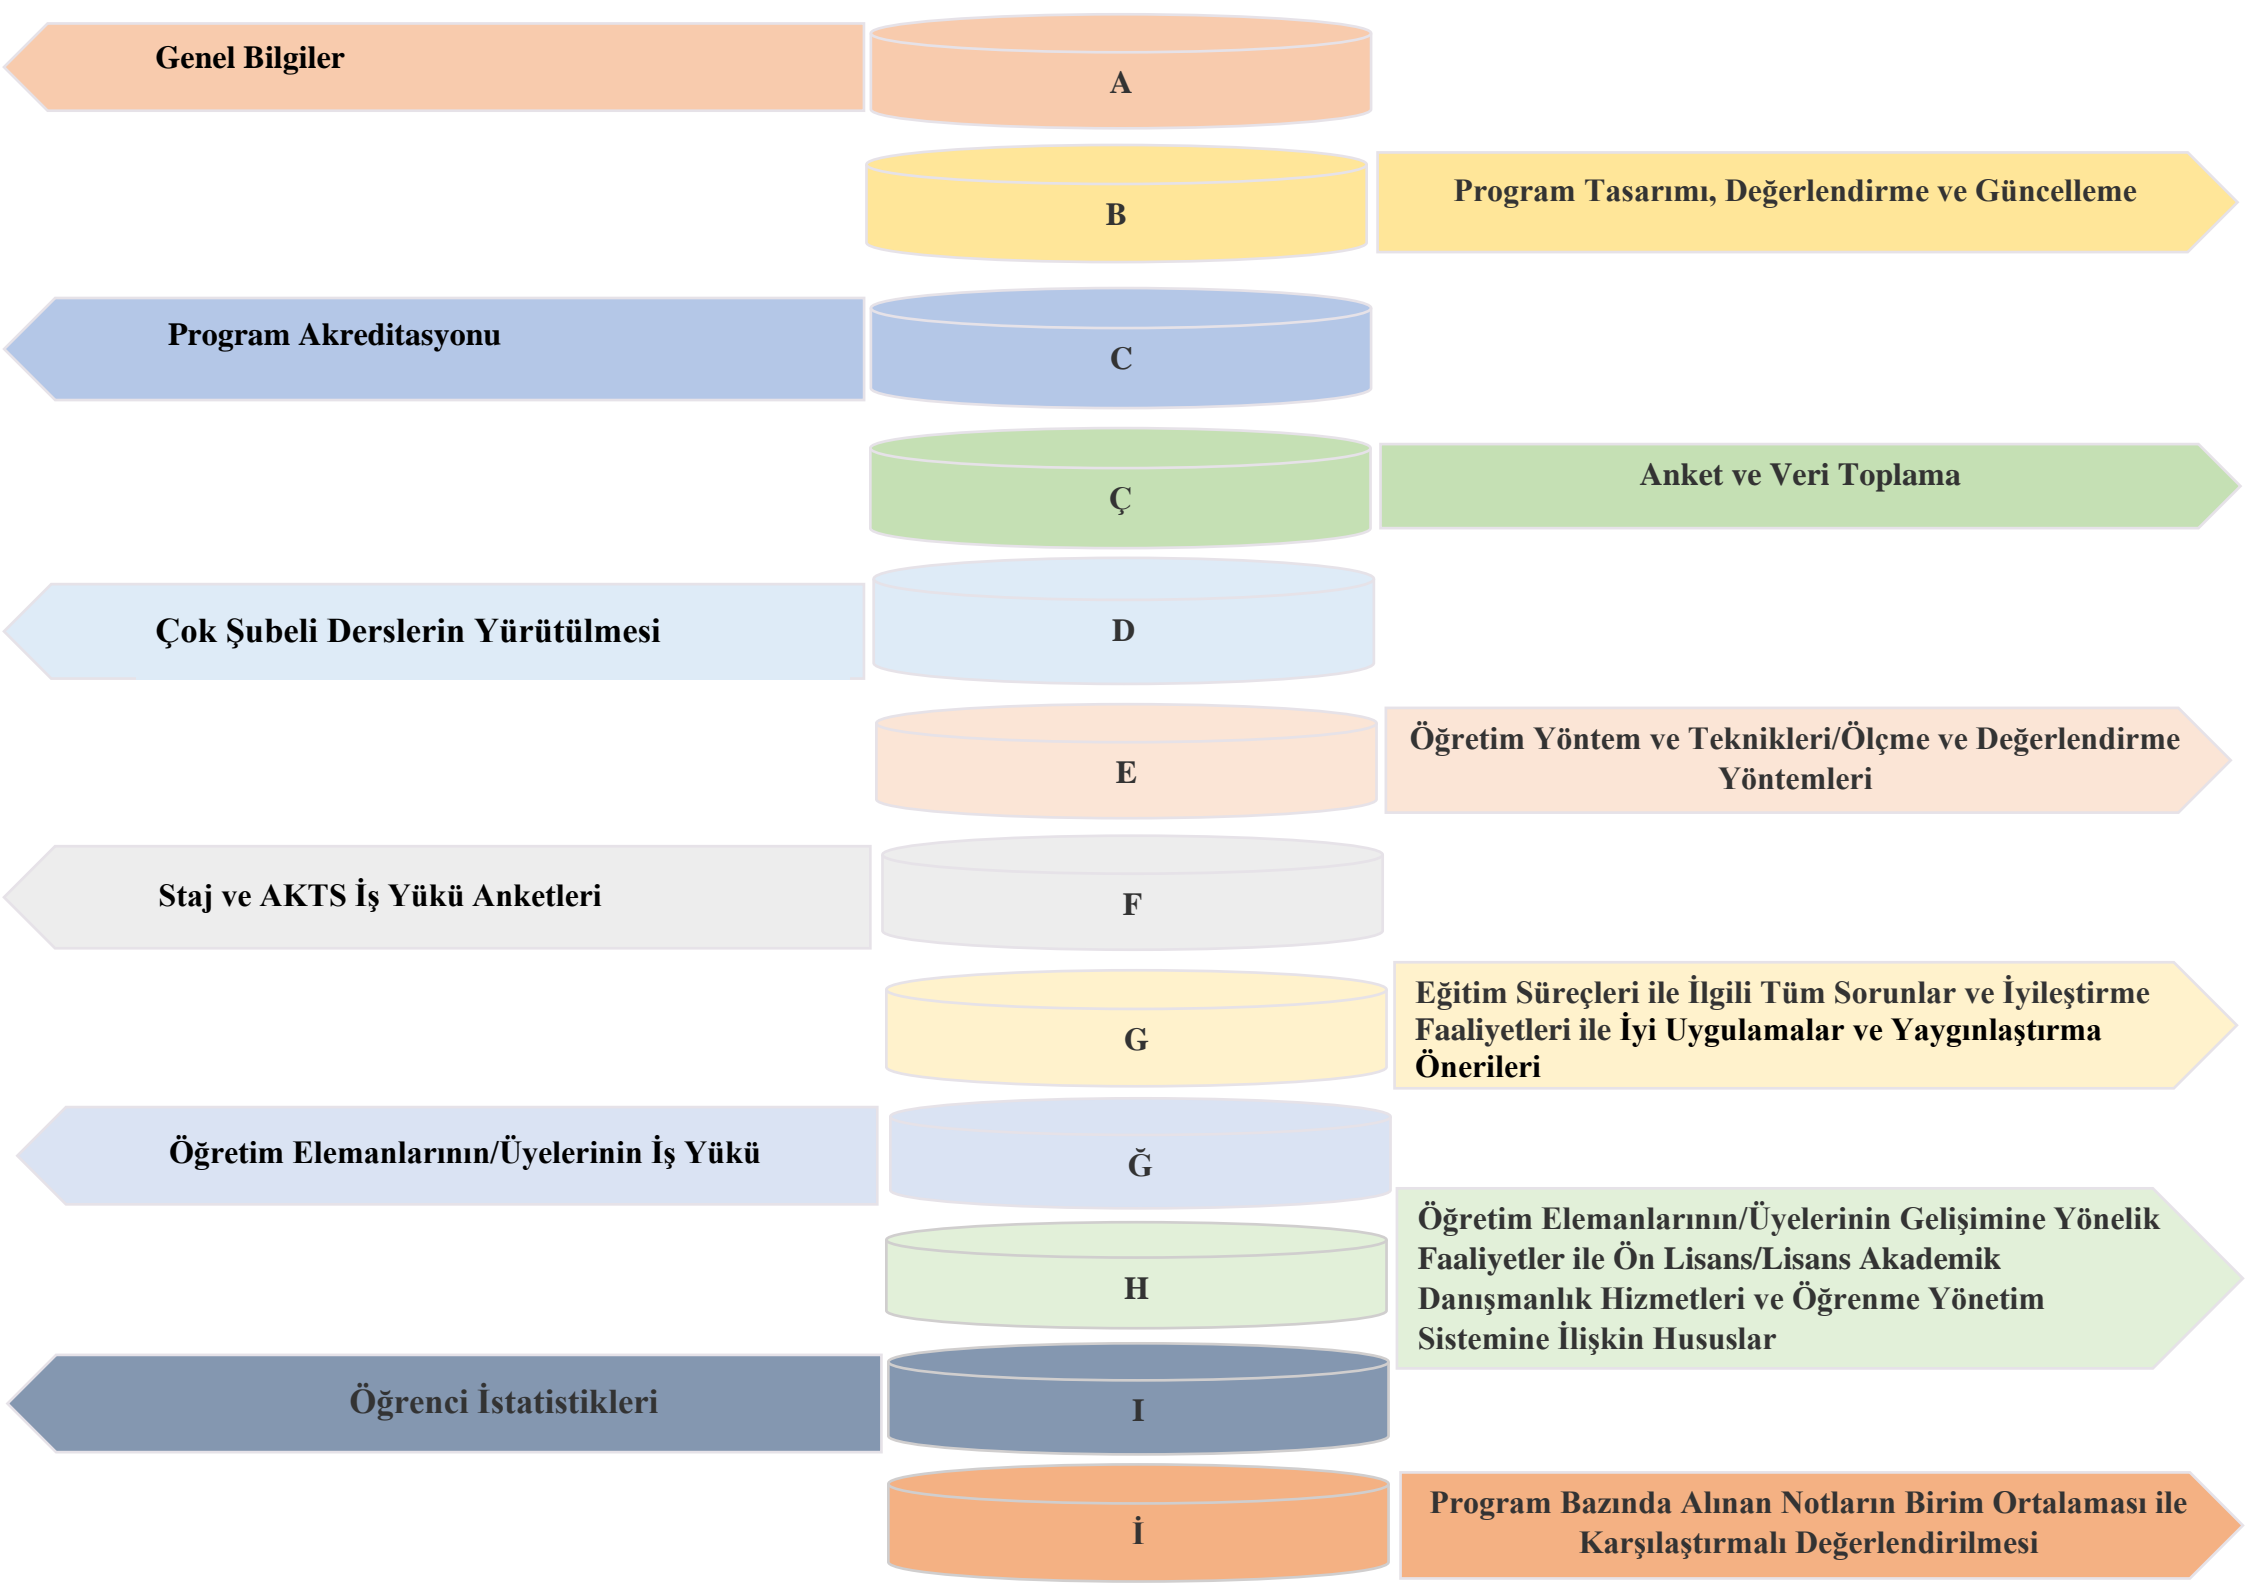 Genel Bilgiler
A
B
Program Tasarımı, Değerlendirme ve Güncelleme
Program Akreditasyonu
C
Ç
Anket ve Veri Toplama
Çok Şubeli Derslerin Yürütülmesi
D
E
Öğretim Yöntem ve Teknikleri/Ölçme ve Değerlendirme
Yöntemleri
Staj ve AKTS İş Yükü Anketleri
F
G
Eğitim Süreçleri ile İlgili Tüm Sorunlar ve İyileştirme
Faaliyetleri ile İyi Uygulamalar ve Yaygınlaştırma
Önerileri
Öğretim Elemanlarının/Üyelerinin İş Yükü
Ğ
H
Öğretim Elemanlarının/Üyelerinin Gelişimine Yönelik
Faaliyetler ile Ön Lisans/Lisans Akademik
Danışmanlık Hizmetleri ve Öğrenme Yönetim
Sistemine İlişkin Hususlar
Öğrenci İstatistikleri
I
İ
Program Bazında Alınan Notların Birim Ortalaması ile
Karşılaştırmalı Değerlendirilmesi